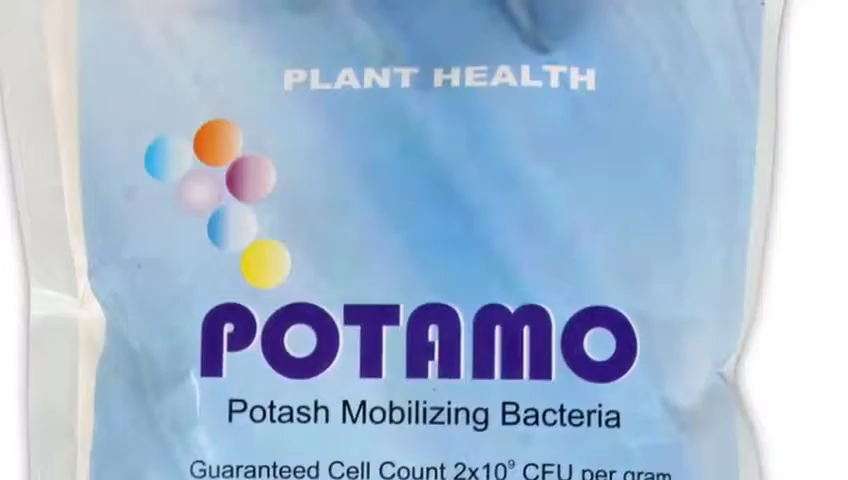 PLANT HEALTH
POTAMO
Potash Mobilizing Bacteria
Guaranteed Cell Count 2x10⁹ CFU per gram